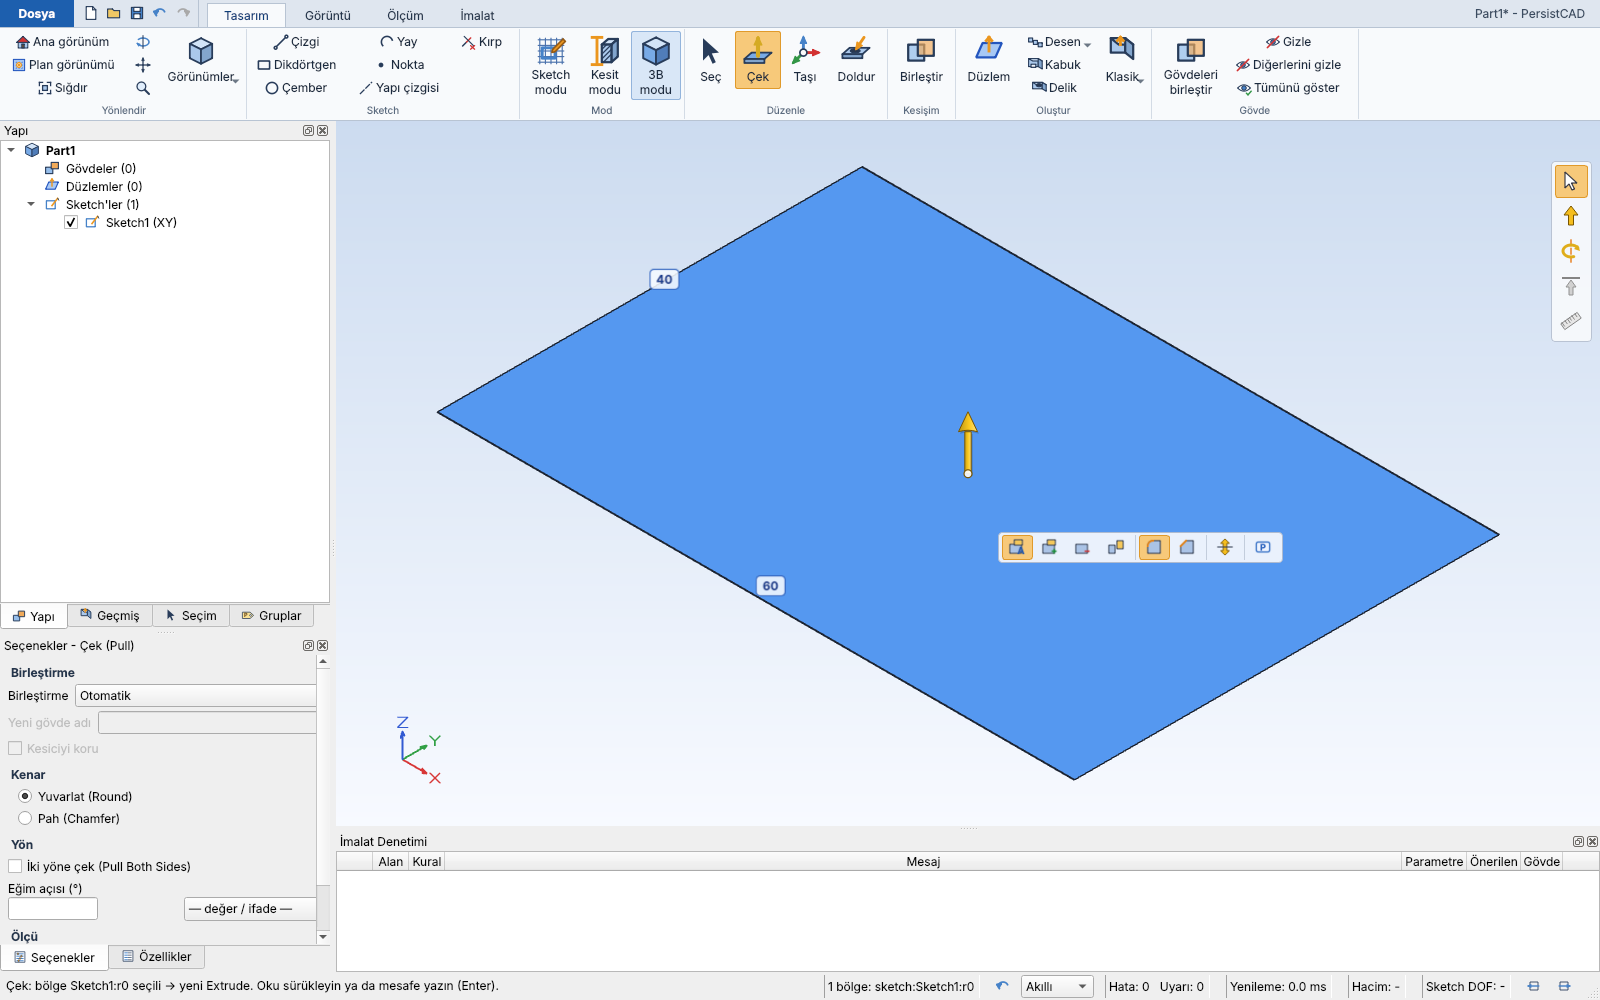 Dosya
Tasarım
Görüntü
Ölçüm
İmalat
Part1* - PersistCAD
Ana görünüm
Plan görünümü
Sığdır
Görünümler
Yönlendir
Çizgi
Dikdörtgen
Çember
Yay
Nokta
Yapı çizgisi
Kırp
Sketch
Sketch modu
Kesit modu
3B modu
Mod
Seç
Çek
Taşı
Doldur
Düzenle
Birleştir
Kesişim
Düzlem
Desen
Kabuk
Delik
Klasik
Oluştur
Gövdeleri birleştir
Gizle
Diğerlerini gizle
Tümünü göster
Gövde
Yapı
Part1
Gövdeler (0)
Düzlemler (0)
Sketch'ler (1)
Sketch1 (XY)
Yapı
Geçmiş
Seçim
Gruplar
Seçenekler - Çek (Pull)
Birleştirme
Birleştirme Otomatik
Yeni gövde adı
Kesiciyi koru
Kenar
Yuvarlat (Round)
Pah (Chamfer)
Yön
İki yöne çek (Pull Both Sides)
Eğim açısı (°)
— değer / ifade —
Ölçü
Seçenekler
Özellikler
40
60
P
Z
Y
X
İmalat Denetimi
Alan Kural Mesaj Parametre Önerilen Gövde
Çek: bölge Sketch1:r0 seçili → yeni Extrude. Oku sürükleyin ya da mesafe yazın (Enter).
1 bölge: sketch:Sketch1:r0
Akıllı
Hata: 0 Uyarı: 0
Yenileme: 0.0 ms
Hacim: -
Sketch DOF: -